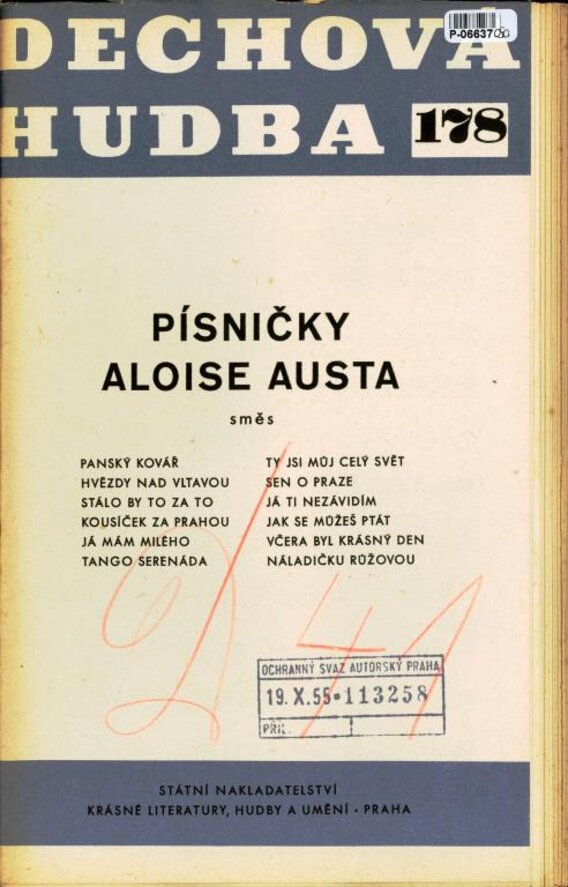 DECHOVÁ
P-06637
HUDBA 178
PÍSNIČKY
ALOISE AUSTA
směs
PANSKÝ KOVÁŘ
HVĚZDY NAD VLTAVOU
STÁLO BY TO ZA TO
KOUSÍČEK ZA PRAHOU
JÁ MÁM MILÉHO
TANGO SERENÁDA
TY JSI MŮJ CELÝ SVĚT
SEN O PRAZE
JÁ TI NEZÁVIDÍM
JAK SE MŮŽEŠ PTÁT
VČERA BYL KRÁSNÝ DEN
NÁLADIČKU RŮŽOVOU
41
OCHRANNÝ SVAZ AUTORSKÝ PRAHA
19. X. 55 • 113258
PŘÍL.
STÁTNÍ NAKLADATELSTVÍ
KRÁSNÉ LITERATURY, HUDBY A UMĚNÍ · PRAHA